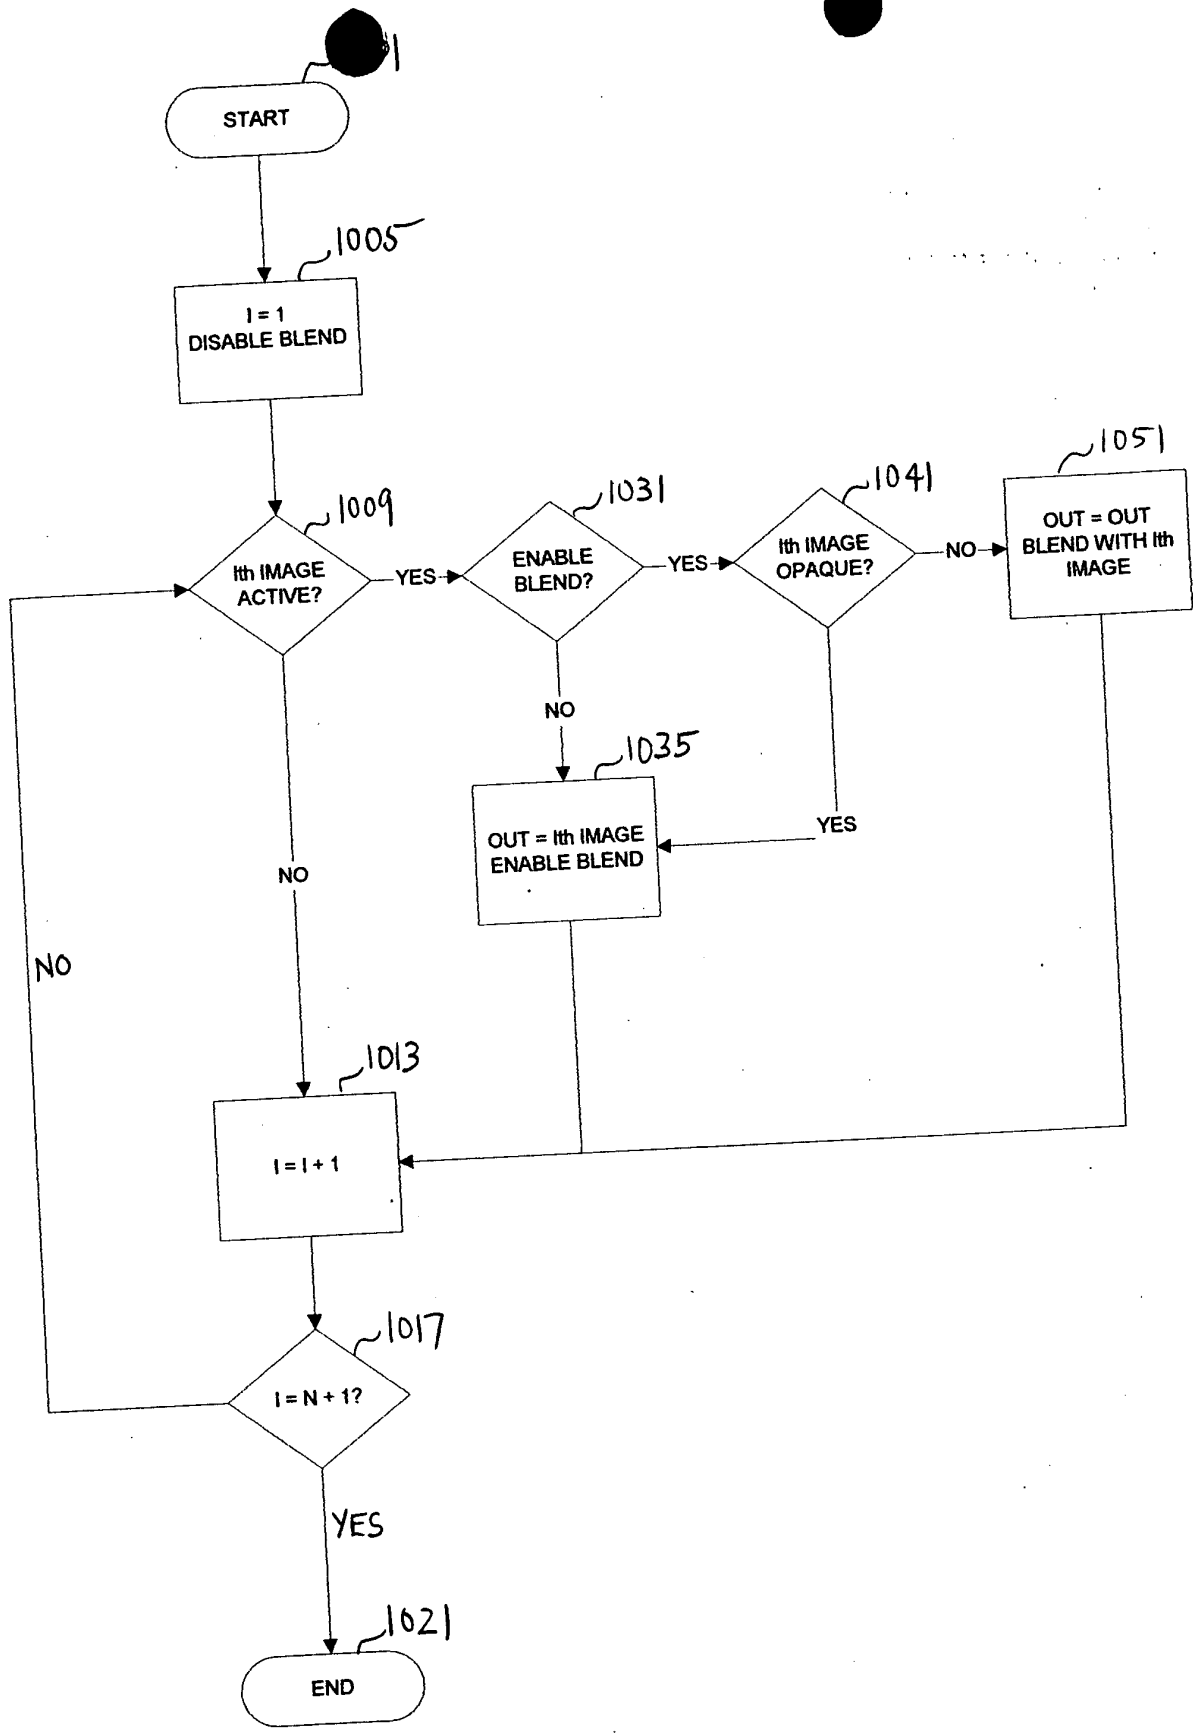 1
START
1005
I = 1
DISABLE BLEND
1009
Ith IMAGE
ACTIVE?
YES
1031
ENABLE
BLEND?
YES
1041
Ith IMAGE
OPAQUE?
NO
1051
OUT = OUT
BLEND WITH Ith
IMAGE
NO
1035
OUT = Ith IMAGE
ENABLE BLEND
YES
NO
NO
1013
I = I + 1
1017
I = N + 1?
YES
1021
END